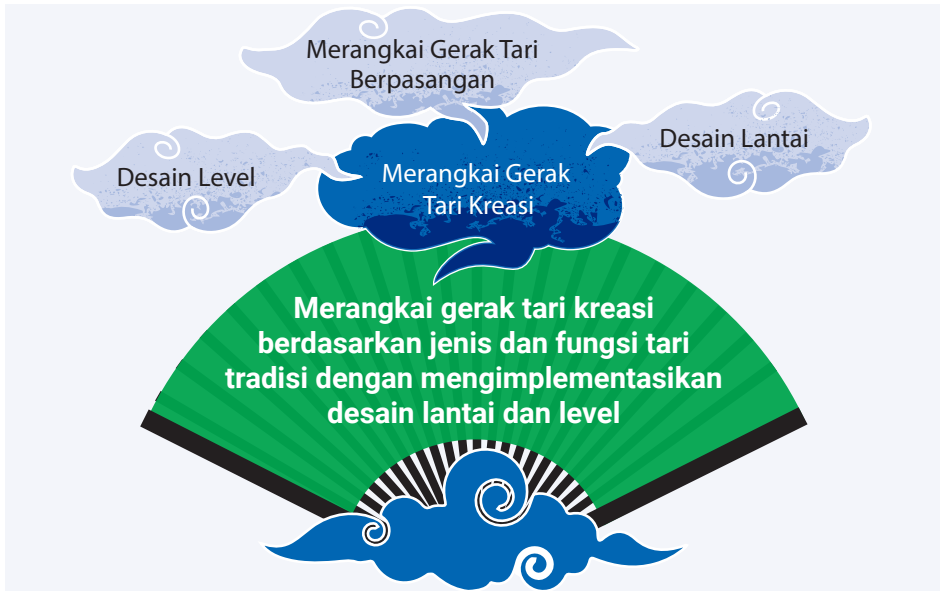 Merangkai Gerak Tari
Berpasangan
Desain Level
Merangkai Gerak
Tari Kreasi
Desain Lantai
Merangkai gerak tari kreasi
berdasarkan jenis dan fungsi tari
tradisi dengan mengimplementasikan
desain lantai dan level